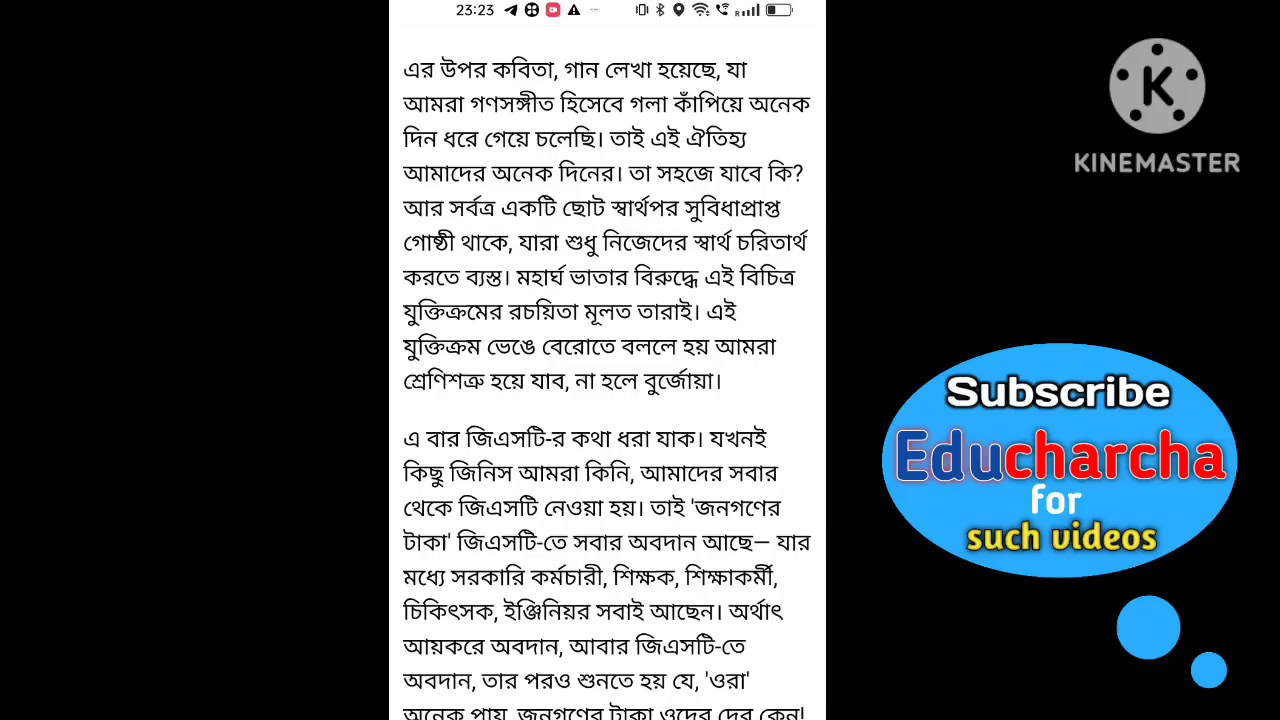 23:23
এর উপর কবিতা, গান লেখা হয়েছে, যা
আমরা গণসঙ্গীত হিসেবে গলা কাঁপিয়ে অনেক
দিন ধরে গেয়ে চলেছি। তাই এই ঐতিহ্য
আমাদের অনেক দিনের। তা সহজে যাবে কি?
আর সর্বত্র একটি ছোট স্বার্থপর সুবিধাপ্রাপ্ত
গোষ্ঠী থাকে, যারা শুধু নিজেদের স্বার্থ চরিতার্থ
করতে ব্যস্ত। মহার্ঘ ভাতার বিরুদ্ধে এই বিচিত্র
যুক্তিক্রমের রচয়িতা মূলত তারাই। এই
যুক্তিক্রম ভেঙে বেরোতে বললে হয় আমরা
শ্রেণিশত্রু হয়ে যাব, না হলে বুর্জোয়া।
এ বার জিএসটি-র কথা ধরা যাক। যখনই
কিছু জিনিস আমরা কিনি, আমাদের সবার
থেকে জিএসটি নেওয়া হয়। তাই 'জনগণের
টাকা' জিএসটি-তে সবার অবদান আছে— যার
মধ্যে সরকারি কর্মচারী, শিক্ষক, শিক্ষাকর্মী,
চিকিৎসক, ইঞ্জিনিয়র সবাই আছেন। অর্থাৎ
আয়করে অবদান, আবার জিএসটি-তে
অবদান, তার পরও শুনতে হয় যে, 'ওরা'
অনেক পায়, জনগণের টাকা ওদের দেব কেন!
K
KINEMASTER
Subscribe
Educharcha
for
such videos